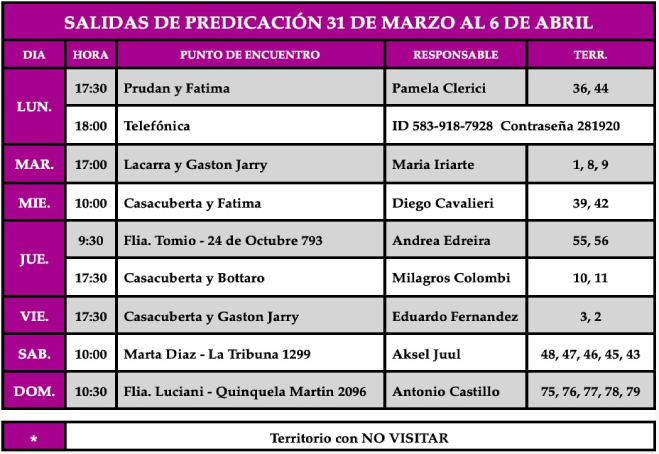 SALIDAS DE PREDICACIÓN 31 DE MARZO AL 6 DE ABRIL
DIA HORA PUNTO DE ENCUENTRO RESPONSABLE TERR.
LUN. 17:30 Prudan y Fatima Pamela Clerici 36, 44
18:00 Telefónica ID 583-918-7928 Contraseña 281920
MAR. 17:00 Lacarra y Gaston Jarry Maria Iriarte 1, 8, 9
MIE. 10:00 Casacuberta y Fatima Diego Cavalieri 39, 42
JUE. 9:30 Flia. Tomio - 24 de Octubre 793 Andrea Edreira 55, 56
17:30 Casacuberta y Bottaro Milagros Colombi 10, 11
VIE. 17:30 Casacuberta y Gaston Jarry Eduardo Fernandez 3, 2
SAB. 10:00 Marta Diaz - La Tribuna 1299 Aksel Juul 48, 47, 46, 45, 43
DOM. 10:30 Flia. Luciani - Quinquela Martin 2096 Antonio Castillo 75, 76, 77, 78, 79
* Territorio con NO VISITAR